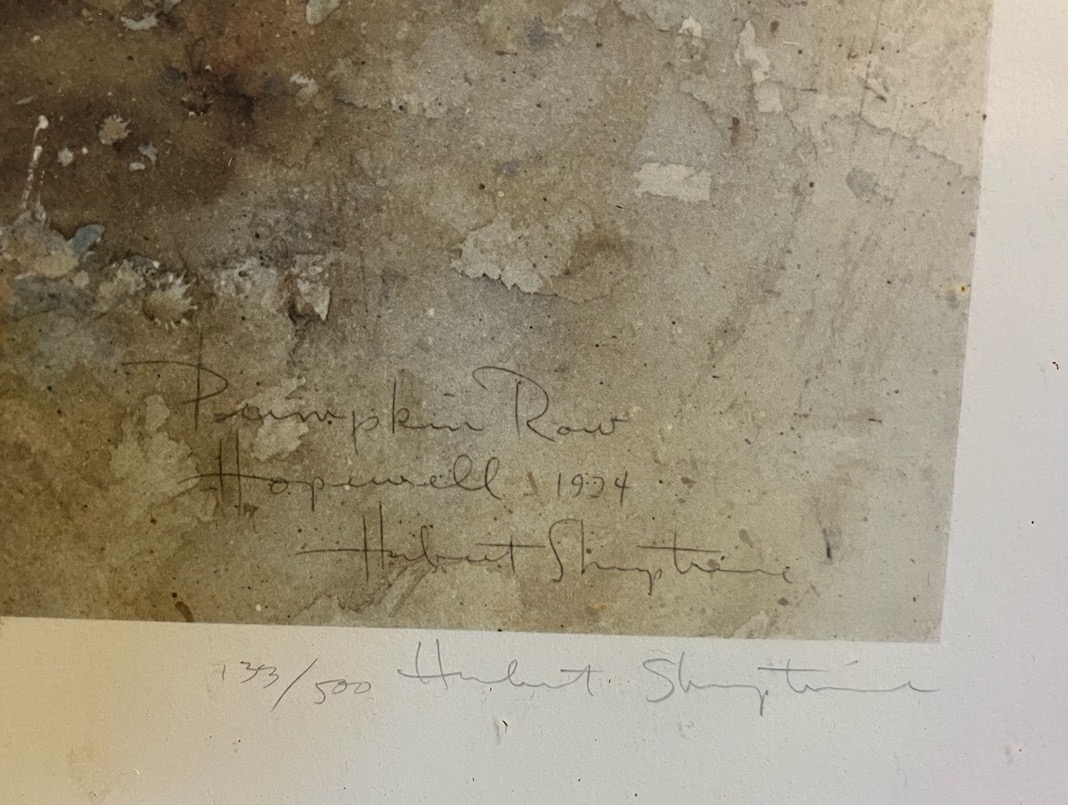 Pumpkin Row
Hopewell 1974
Hubert Shuptrine
133/500 Hubert Shuptrine